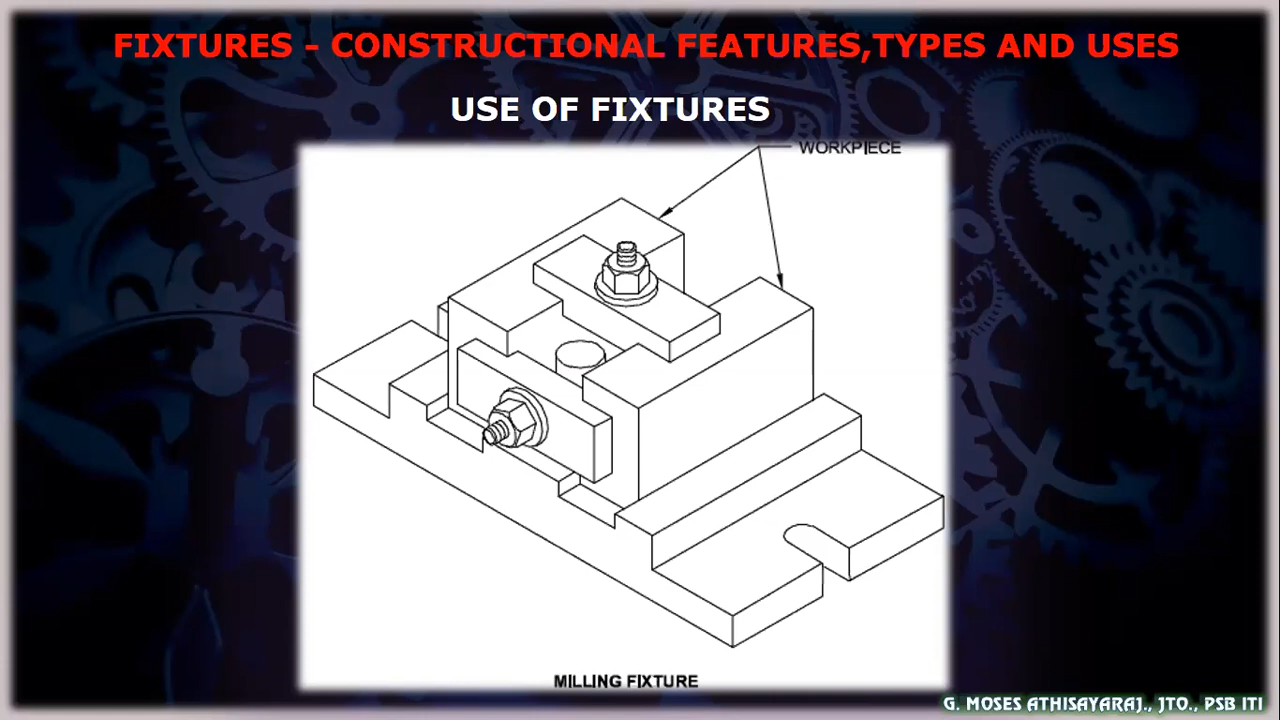 FIXTURES - CONSTRUCTIONAL FEATURES,TYPES AND USES
USE OF FIXTURES
WORKPIECE
MILLING FIXTURE
G. MOSES ATHISAYARAJ., JTO., PSB ITI